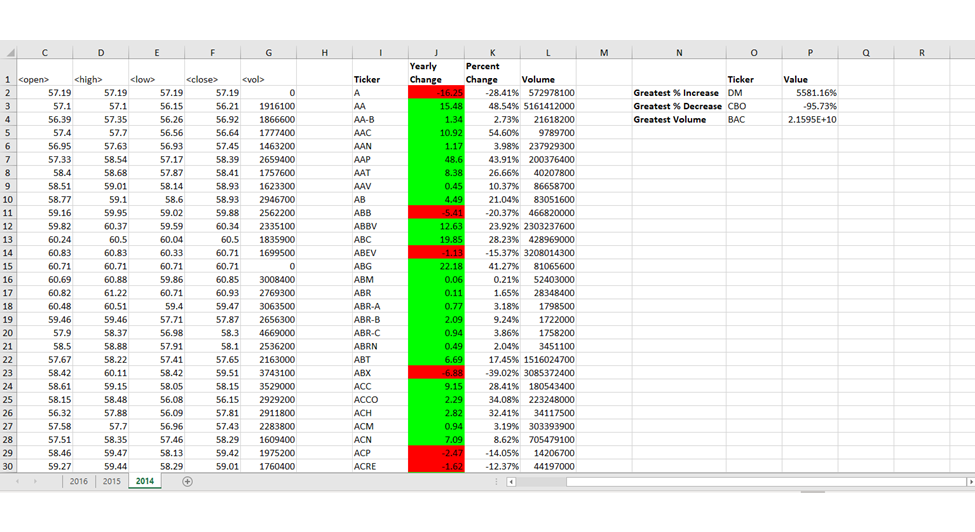 C D E F G H I J K L M N O P Q R
Yearly Percent
1 <open> <high> <low> <close> <vol> Ticker Change Change Volume Ticker Value
2 57.19 57.19 57.19 57.19 0 A -16.25 -28.41% 572978100 Greatest % Increase DM 5581.16%
3 57.1 57.1 56.15 56.21 1916100 AA 15.48 48.54% 5161412000 Greatest % Decrease CBO -95.73%
4 56.39 57.35 56.26 56.92 1866600 AA-B 1.34 2.73% 21618200 Greatest Volume BAC 2.1595E+10
5 57.4 57.7 56.56 56.64 1777400 AAC 10.92 54.60% 9789700
6 56.95 57.63 56.93 57.45 1463200 AAN 1.17 3.98% 237929300
7 57.33 58.54 57.17 58.39 2659400 AAP 48.6 43.91% 200376400
8 58.4 58.68 57.87 58.41 1757600 AAT 8.38 26.66% 40207800
9 58.51 59.01 58.14 58.93 1623300 AAV 0.45 10.37% 86658700
10 58.77 59.1 58.6 58.93 2946700 AB 4.49 21.04% 83051600
11 59.16 59.95 59.02 59.88 2562200 ABB -5.41 -20.37% 466820000
12 59.82 60.37 59.59 60.34 2335100 ABBV 12.63 23.92% 2303237600
13 60.24 60.5 60.04 60.5 1835900 ABC 19.85 28.23% 428969000
14 60.83 60.83 60.33 60.71 1699500 ABEV -1.13 -15.37% 3208014300
15 60.71 60.71 60.71 60.71 0 ABG 22.18 41.27% 81065600
16 60.69 60.88 59.86 60.85 3008400 ABM 0.06 0.21% 52403000
17 60.82 61.22 60.71 60.93 2769300 ABR 0.11 1.65% 28348400
18 60.48 60.51 59.4 59.47 3063500 ABR-A 0.77 3.18% 1798500
19 59.46 59.46 57.71 57.87 2656300 ABR-B 2.09 9.24% 1722000
20 57.9 58.37 56.98 58.3 4669000 ABR-C 0.94 3.86% 1758200
21 58.5 58.88 57.91 58.1 2536200 ABRN 0.49 2.04% 3451100
22 57.67 58.22 57.41 57.65 2163000 ABT 6.69 17.45% 1516024700
23 58.42 60.11 58.42 59.51 3743100 ABX -6.88 -39.02% 3085372400
24 58.61 59.15 58.05 58.15 3529000 ACC 9.15 28.41% 180543400
25 58.15 58.48 56.08 56.15 2929200 ACCO 2.29 34.08% 223248000
26 56.32 57.88 56.09 57.81 2911800 ACH 2.82 32.41% 34117500
27 57.58 57.7 56.96 57.43 2283800 ACM 0.94 3.19% 303393900
28 57.51 58.35 57.46 58.29 1609400 ACN 7.09 8.62% 705479100
29 58.46 59.47 58.13 59.42 1975200 ACP -2.47 -14.05% 14206700
30 59.27 59.44 58.29 59.01 1760400 ACRE -1.62 -12.37% 44197000
2016 2015 2014